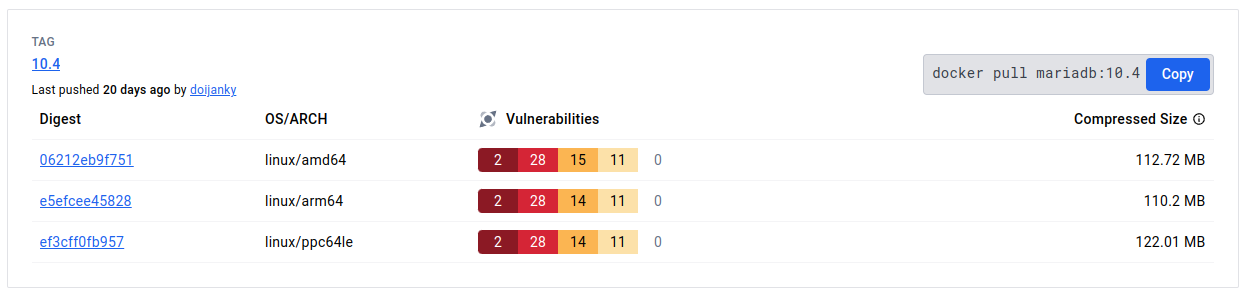 TAG
10.4
Last pushed 20 days ago by doijanky
docker pull mariadb:10.4 Copy
Digest OS/ARCH Vulnerabilities Compressed Size
06212eb9f751 linux/amd64 2 28 15 11 0 112.72 MB
e5efcee45828 linux/arm64 2 28 14 11 0 110.2 MB
ef3cff0fb957 linux/ppc64le 2 28 14 11 0 122.01 MB